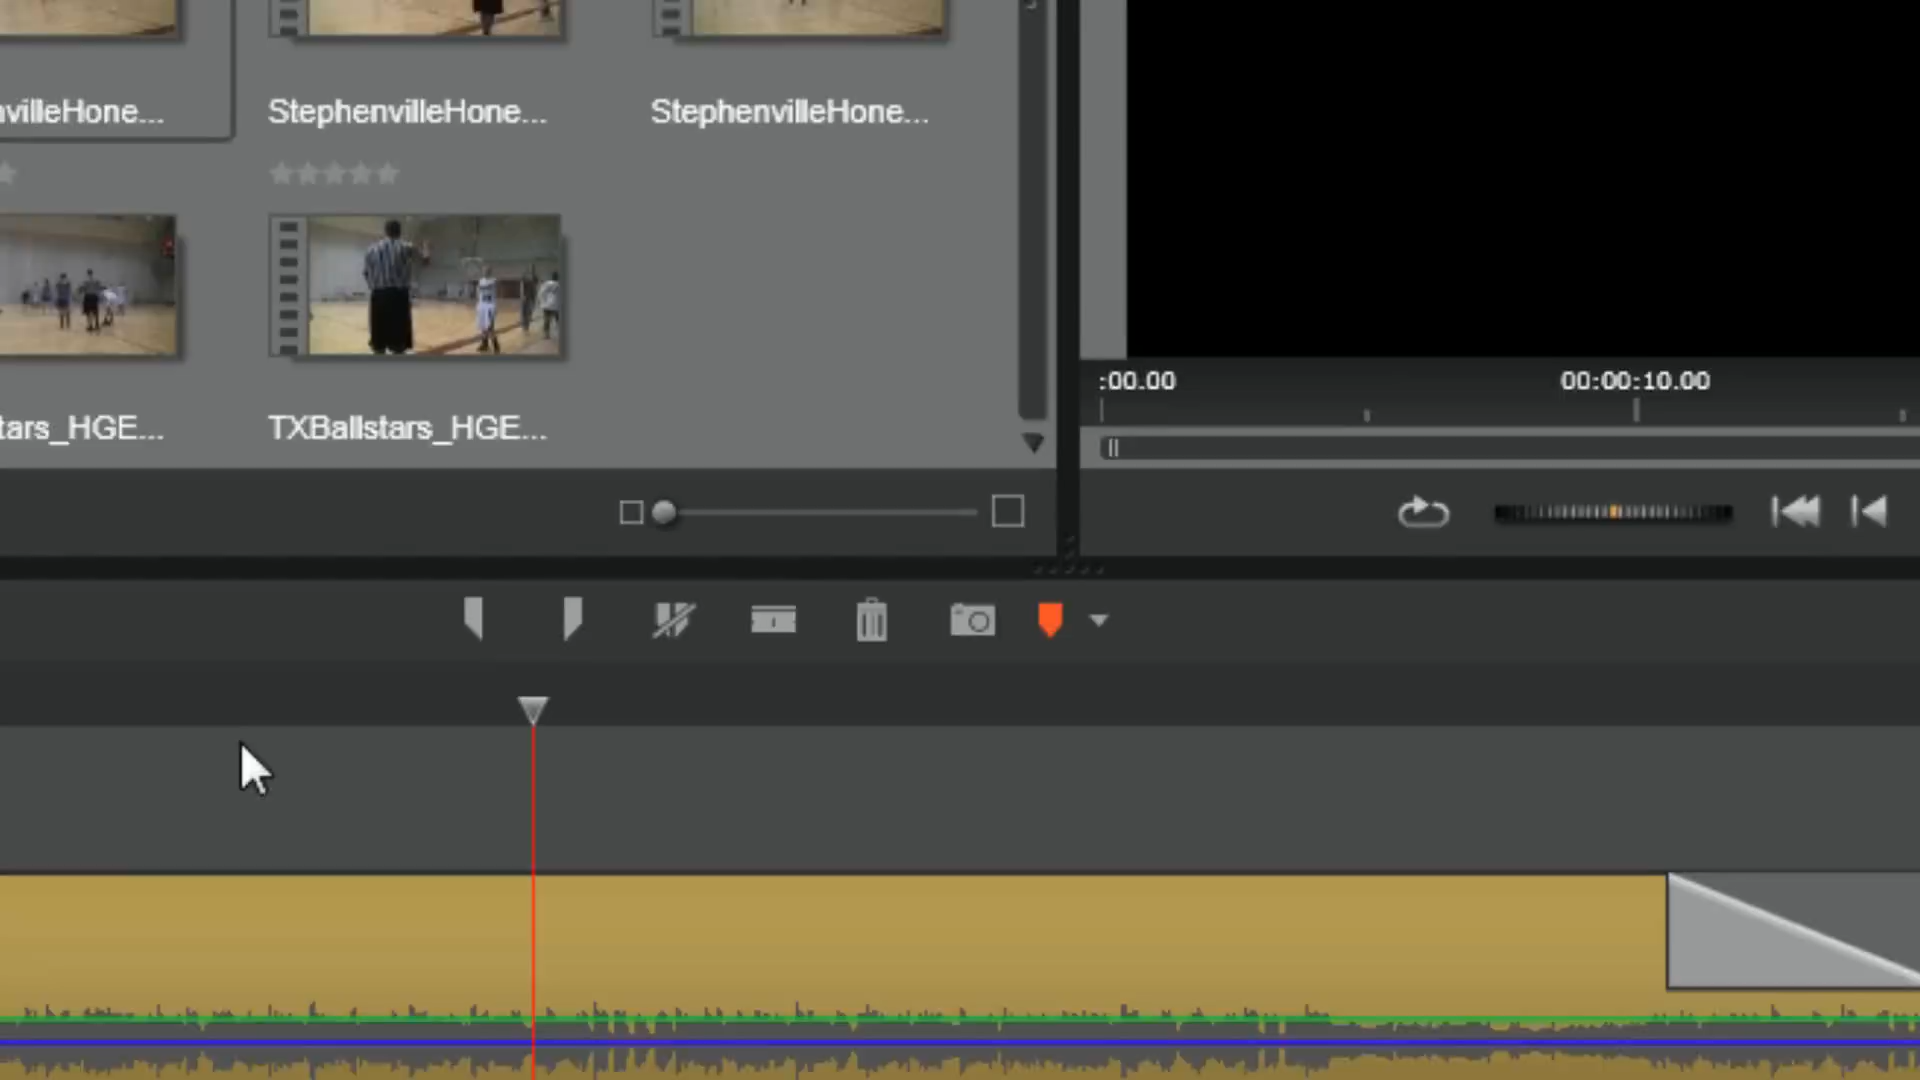 villeHone...
StephenvilleHone...
StephenvilleHone...
tars_HGE...
TXBallstars_HGE...
:00.00
00:00:10.00